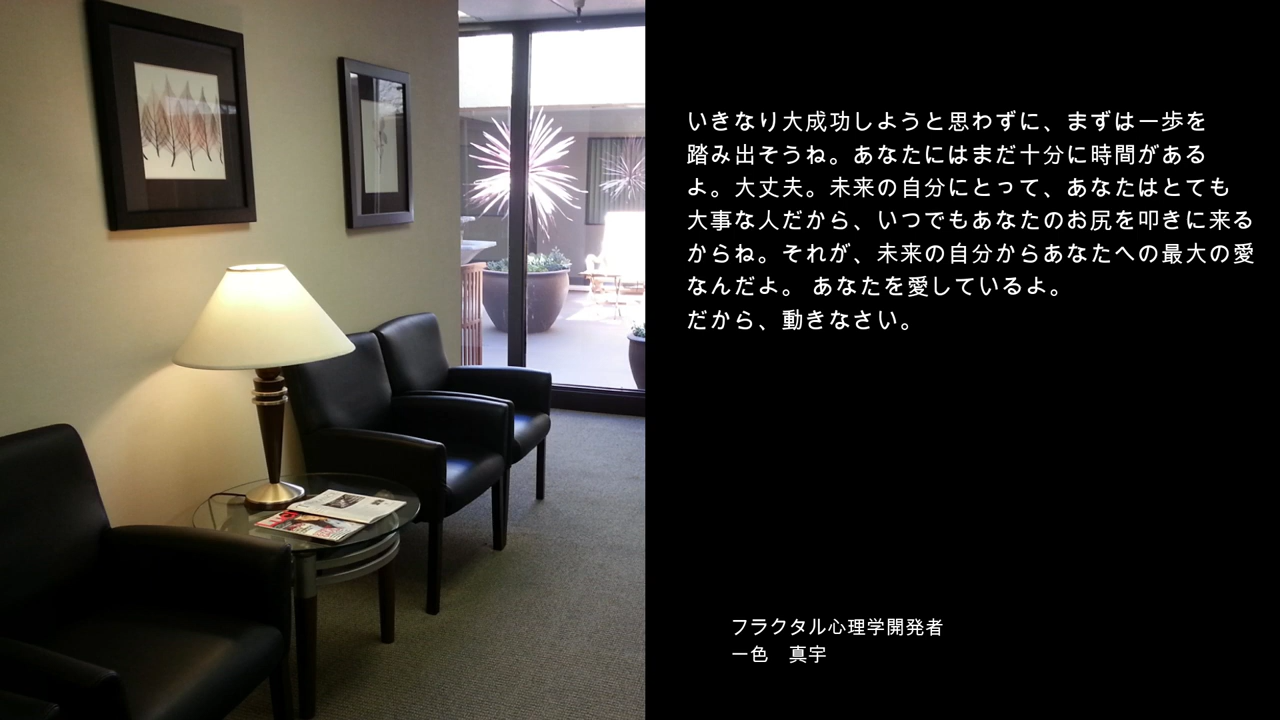 いきなり大成功しようと思わずに、まずは一歩を
踏み出そうね。あなたにはまだ十分に時間がある
よ。大丈夫。未来の自分にとって、あなたはとても
大事な人だから、いつでもあなたのお尻を叩きに来る
からね。それが、未来の自分からあなたへの最大の愛
なんだよ。 あなたを愛しているよ。
だから、動きなさい。
フラクタル心理学開発者
一色　真宇